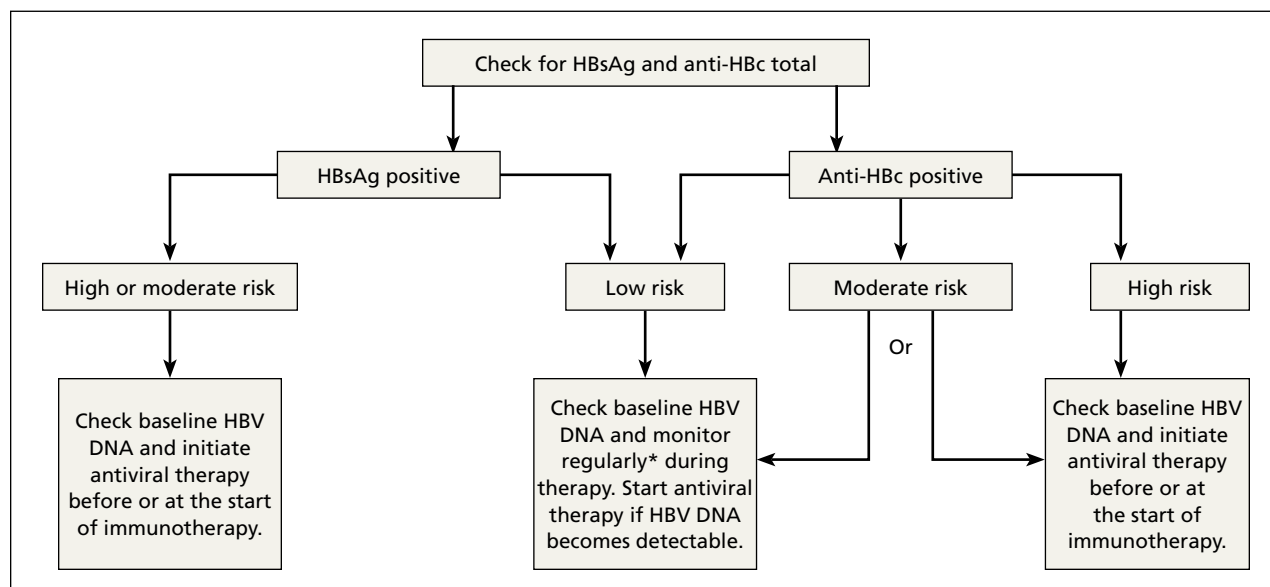 Check for HBsAg and anti-HBc total
HBsAg positive
Anti-HBc positive
High or moderate risk
Low risk
Moderate risk
High risk
Or
Check baseline HBV
DNA and initiate
antiviral therapy
before or at the start
of immunotherapy.
Check baseline HBV
DNA and monitor
regularly* during
therapy. Start antiviral
therapy if HBV DNA
becomes detectable.
Check baseline HBV
DNA and initiate
antiviral therapy
before or at
the start of
immunotherapy.